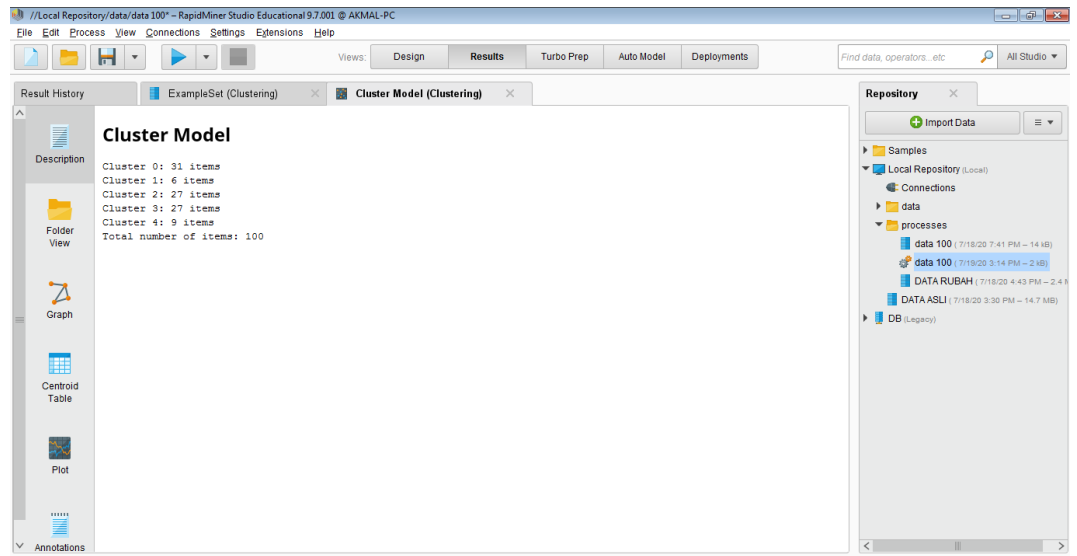 //Local Repository/data/data 100* – RapidMiner Studio Educational 9.7.001 @ AKMAL-PC
File Edit Process View Connections Settings Extensions Help
Views: Design Results Turbo Prep Auto Model Deployments
Find data, operators...etc
All Studio
Result History
ExampleSet (Clustering)
Cluster Model (Clustering)
Description
Folder
View
Graph
Centroid
Table
Plot
Annotations
Cluster Model
Cluster 0: 31 items
Cluster 1: 6 items
Cluster 2: 27 items
Cluster 3: 27 items
Cluster 4: 9 items
Total number of items: 100
Repository
Import Data
Samples
Local Repository (Local)
Connections
data
processes
data 100 ( 7/18/20 7:41 PM – 14 kB)
data 100 ( 7/19/20 3:14 PM – 2 kB)
DATA RUBAH ( 7/18/20 4:43 PM – 2.4 M
DATA ASLI ( 7/18/20 3:30 PM – 14.7 MB)
DB (Legacy)